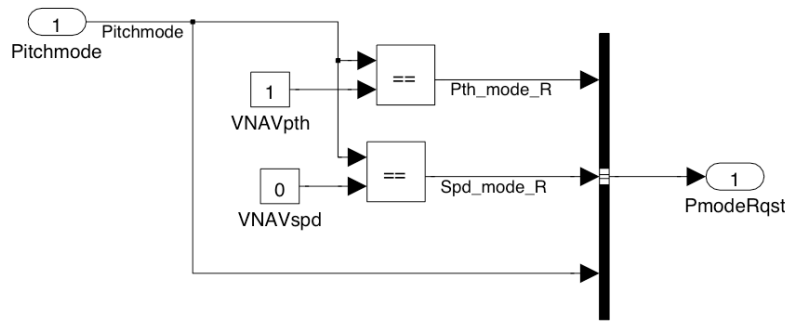 1
Pitchmode
Pitchmode
==
1
Pth_mode_R
VNAVpth
==
0
Spd_mode_R
VNAVspd
1
PmodeRqst